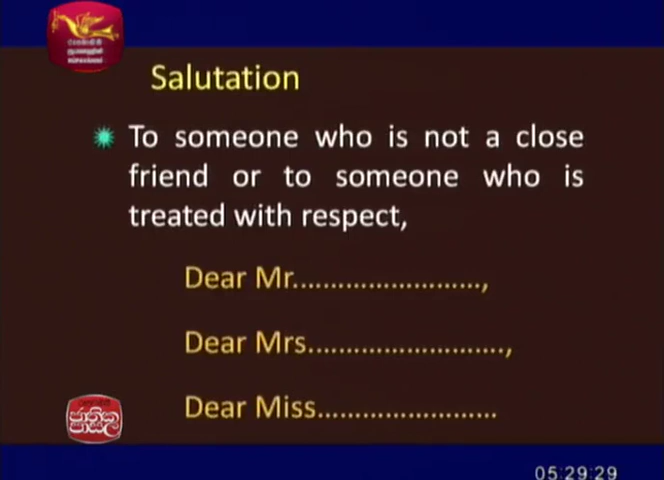 Salutation
To someone who is not a close
friend or to someone who is
treated with respect,
Dear Mr.........................,
Dear Mrs..........................,
Dear Miss........................
ජාතික
පාසල
05:29:29